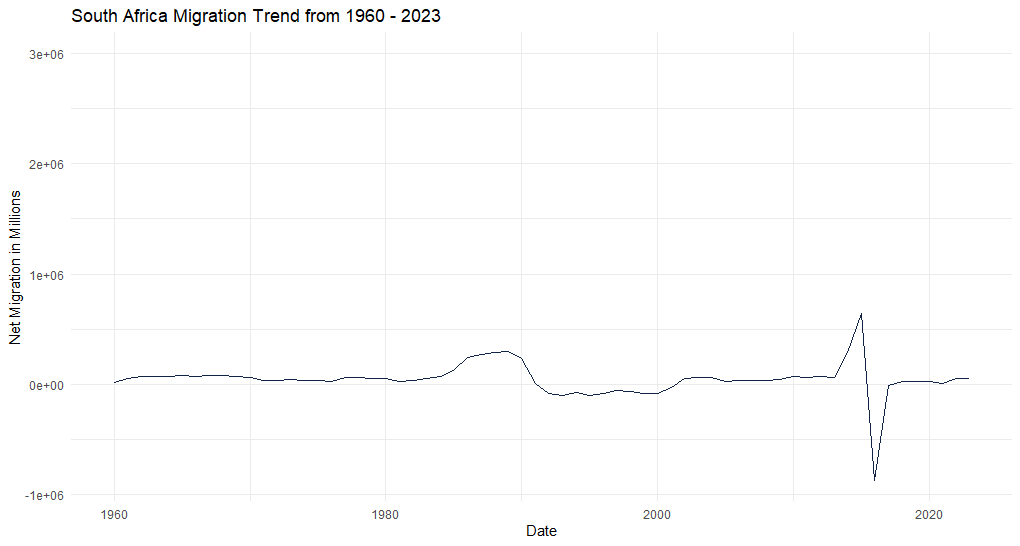 South Africa Migration Trend from 1960 - 2023
Net Migration in Millions
3e+06
2e+06
1e+06
0e+00
-1e+06
1960 1980 2000 2020
Date